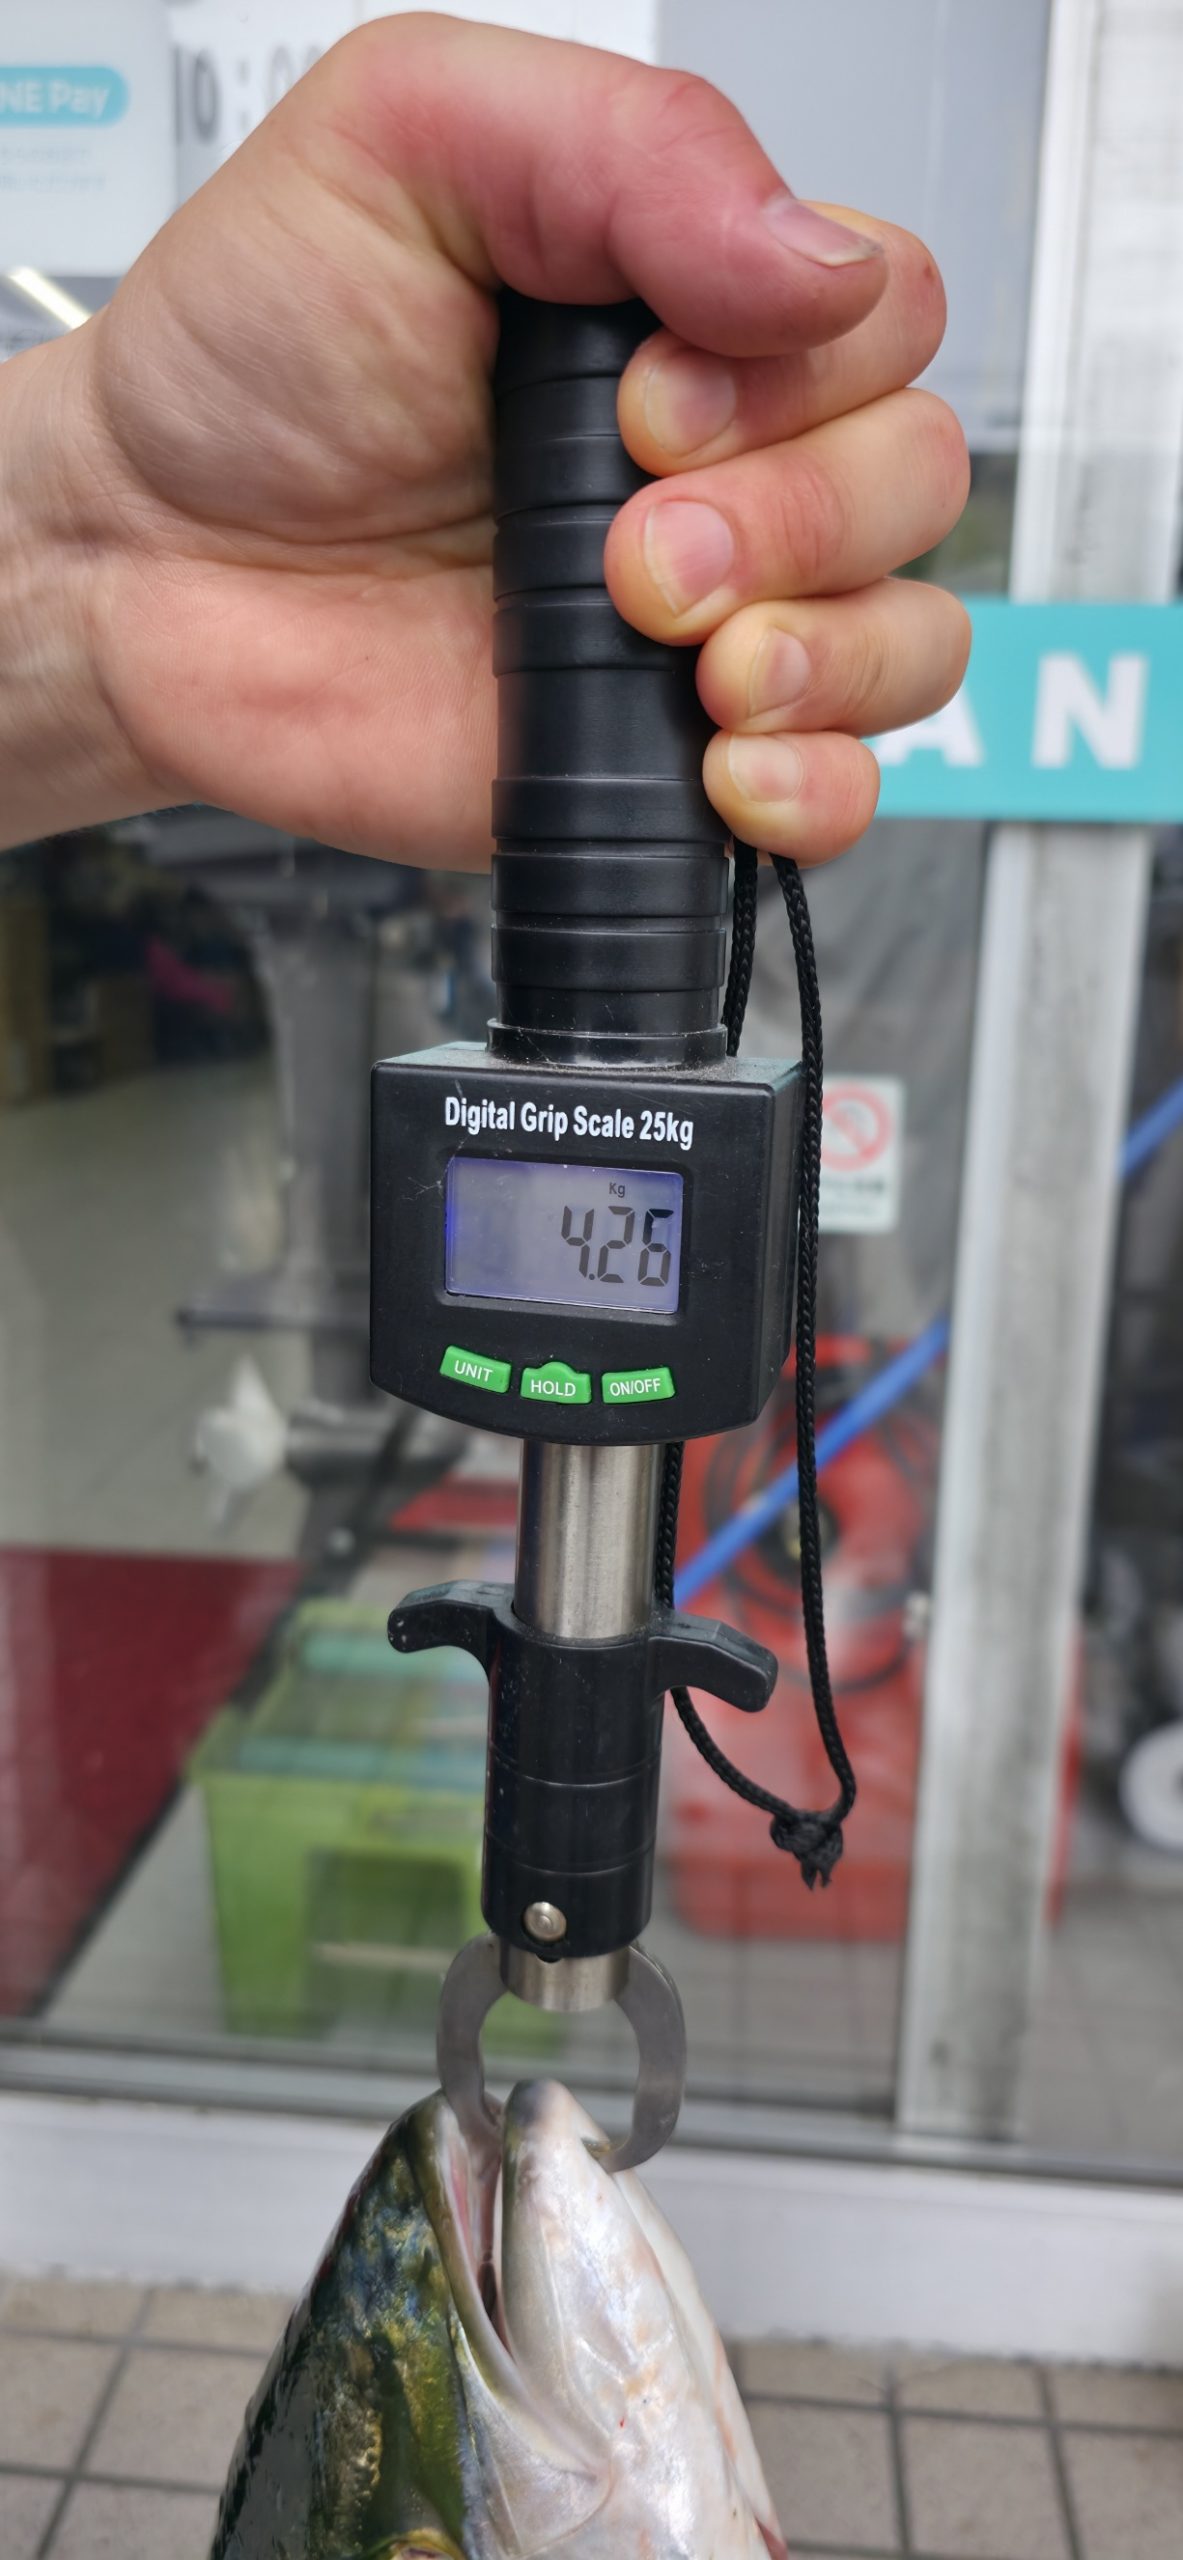 NE Pay
10:0
AN
Digital Grip Scale 25kg
Kg
4.26
UNIT HOLD ON/OFF